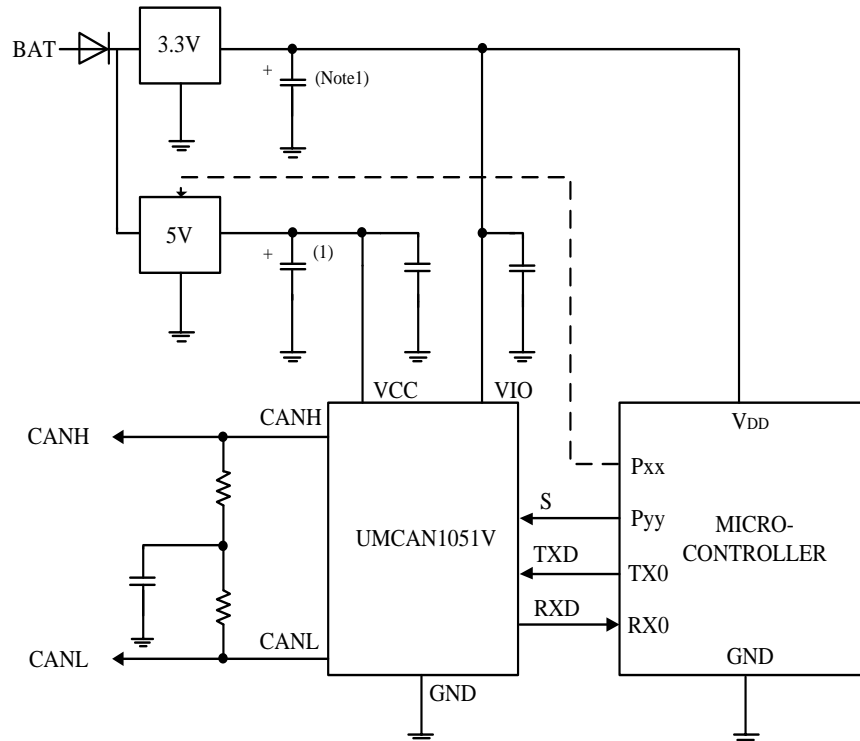 BAT
3.3V
+
(Note1)
5V
+
(1)
VCC
VIO
CANH
CANH
VDD
Pxx
S
Pyy
UMCAN1051V
MICRO-
CONTROLLER
TXD
TX0
RXD
RX0
CANL
CANL
GND
GND